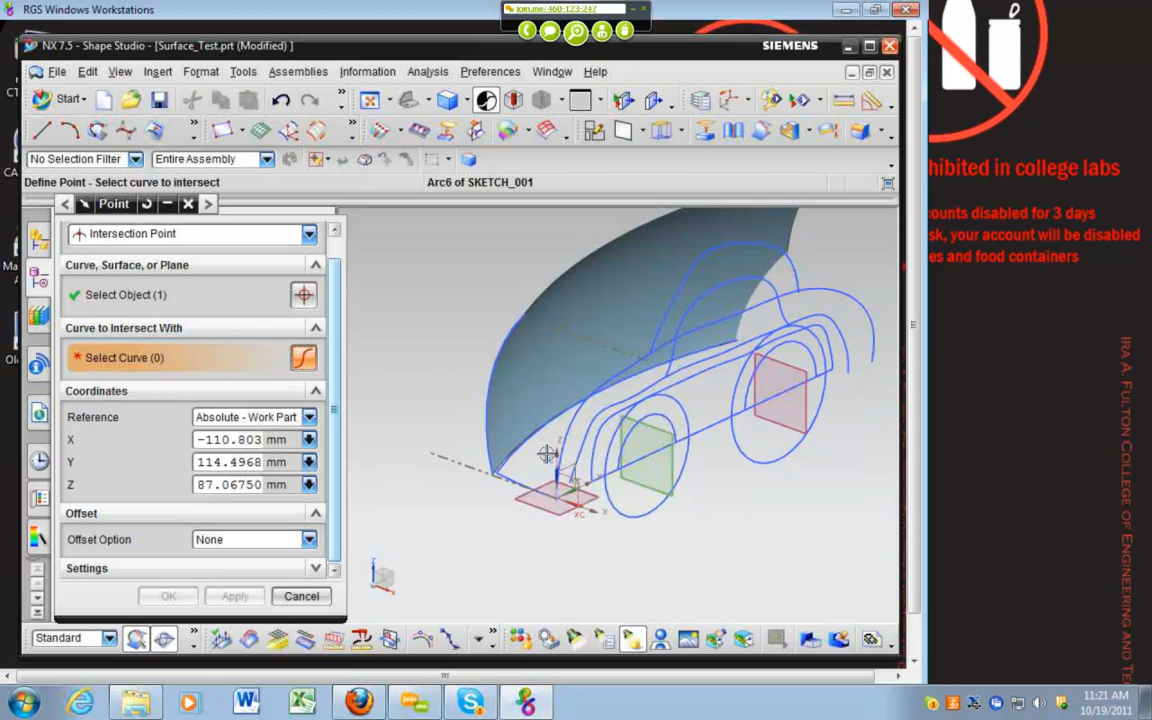 RGS Windows Workstations
join.me/460-123-247
NX 7.5 - Shape Studio - [Surface_Test.prt (Modified) ]
SIEMENS
File Edit View Insert Format Tools Assemblies Information Analysis Preferences Window Help
Start
No Selection Filter
Entire Assembly
Define Point - Select curve to intersect
Arc6 of SKETCH_001
Point
Intersection Point
Curve, Surface, or Plane
Select Object (1)
Curve to Intersect With
* Select Curve (0)
Coordinates
Reference
Absolute - Work Part
X
-110.803 mm
Y
114.4968 mm
Z
87.06750 mm
Offset
Offset Option
None
Settings
OK
Apply
Cancel
Z
XC
X
Z
X
Standard
hibited in college labs
counts disabled for 3 days
sk, your account will be disabled
es and food containers
IRA A. FULTON COLLEGE OF ENGINEERING AND TE
11:21 AM
10/19/2011